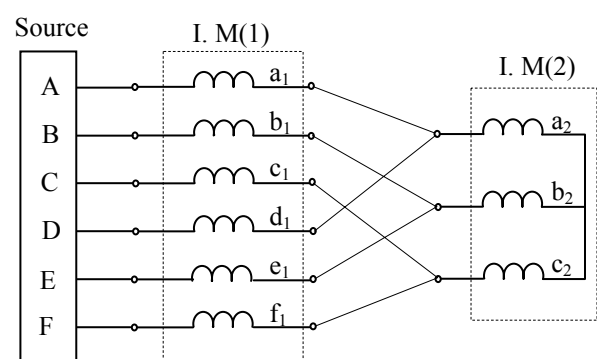 Source
I. M(1)
I. M(2)
A
a₁
B
b₁
a₂
C
c₁
b₂
D
d₁
E
e₁
c₂
F
f₁